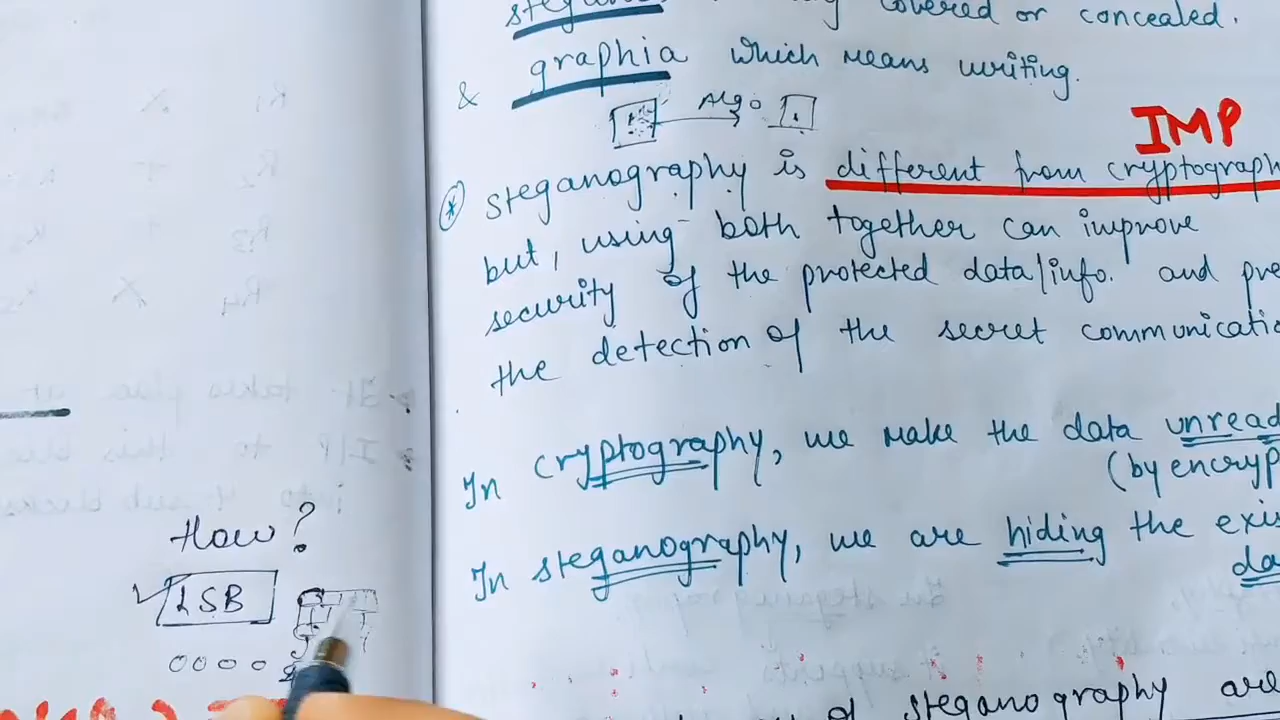 covered or concealed.
& graphia which means writing.
Algo
IMP
* Steganography is different from cryptograph
but, using both together can improve
security of the protected data/info. and pre
the detection of the secret communicatio
In cryptography, we make the data unread
(by encryp
In steganography, we are hiding the exis
da
How?
LSB
0000
of steganography are